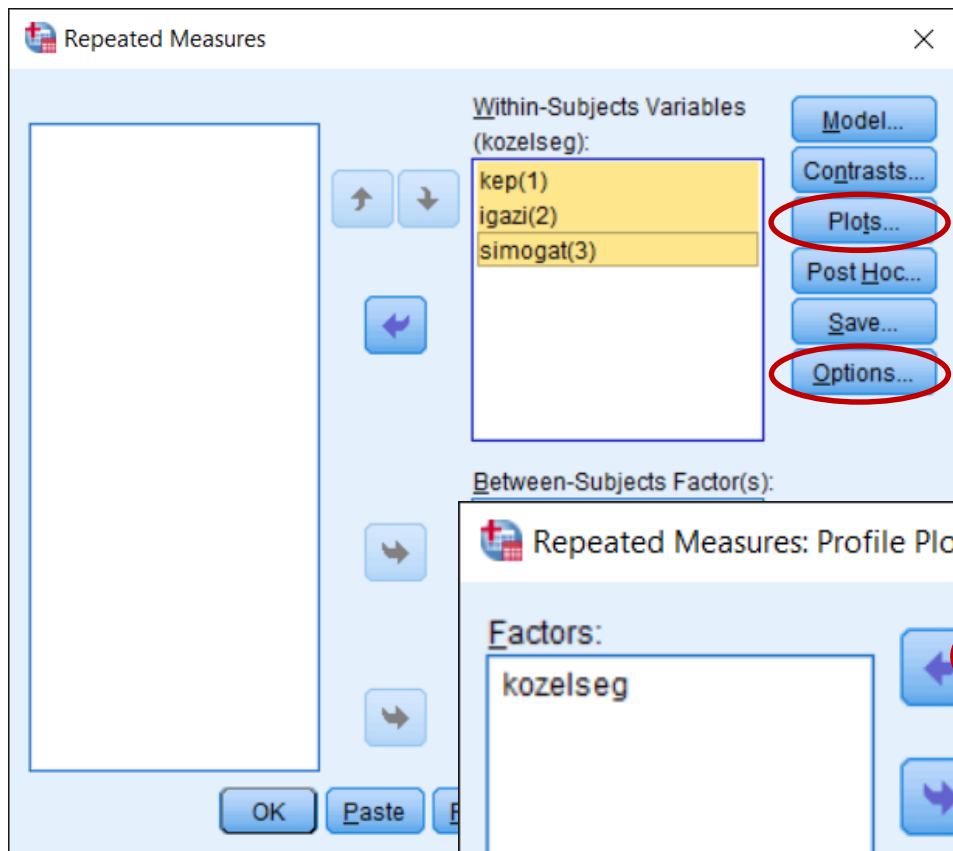 Repeated Measures
Within-Subjects Variables
(kozelseg):
kep(1)
igazi(2)
simogat(3)
Model...
Contrasts...
Plots...
Post Hoc...
Save...
Options...
Between-Subjects Factor(s):
OK
Paste
Repeated Measures: Profile Plo
Factors:
kozelseg